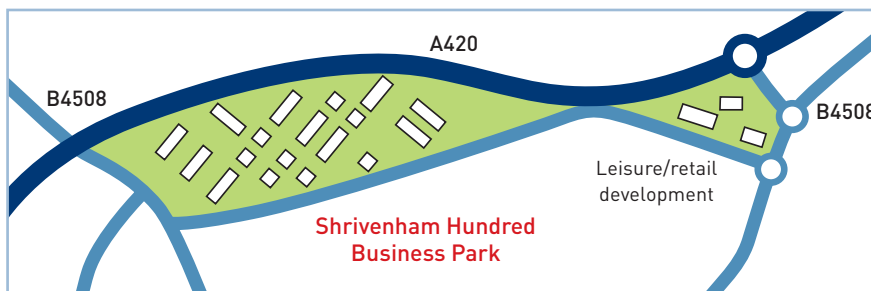 A420
B4508
B4508
Leisure/retail
development
Shrivenham Hundred
Business Park